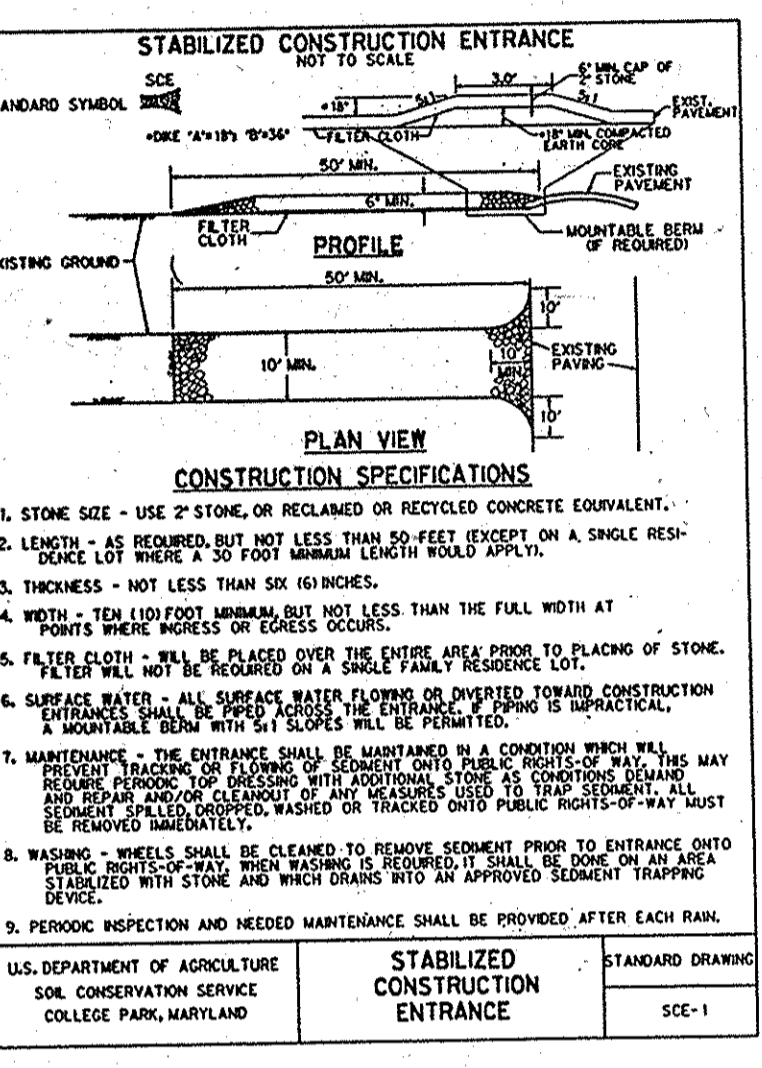 STABILIZED CONSTRUCTION ENTRANCE
NOT TO SCALE
SCE
ANDARD SYMBOL
3.0'
6" MIN. CAP OF
2" STONE
*18"
5:1
5:1
EXIST.
PAVEMENT
*DIKE "A"=18"; "B"=36"
FILTER CLOTH
*18" MIN. COMPACTED
EARTH CORE
50' MIN.
EXISTING
PAVEMENT
6" MIN.
FILTER
CLOTH
PROFILE
MOUNTABLE BERM
(IF REQUIRED)
XISTING GROUND
50' MIN.
10'
10' MIN.
10'
MIN.
EXISTING
PAVING
10'
PLAN VIEW
CONSTRUCTION SPECIFICATIONS
1. STONE SIZE - USE 2" STONE, OR RECLAIMED OR RECYCLED CONCRETE EQUIVALENT.
2. LENGTH - AS REQUIRED, BUT NOT LESS THAN 50 FEET (EXCEPT ON A SINGLE RESI-
DENCE LOT WHERE A 30 FOOT MINIMUM LENGTH WOULD APPLY).
3. THICKNESS - NOT LESS THAN SIX (6) INCHES.
4. WIDTH - TEN (10) FOOT MINIMUM, BUT NOT LESS THAN THE FULL WIDTH AT
POINTS WHERE INGRESS OR EGRESS OCCURS.
5. FILTER CLOTH - WILL BE PLACED OVER THE ENTIRE AREA PRIOR TO PLACING OF STONE.
FILTER WILL NOT BE REQUIRED ON A SINGLE FAMILY RESIDENCE LOT.
6. SURFACE WATER - ALL SURFACE WATER FLOWING OR DIVERTED TOWARD CONSTRUCTION
ENTRANCES SHALL BE PIPED ACROSS THE ENTRANCE. IF PIPING IS IMPRACTICAL,
A MOUNTABLE BERM WITH 5:1 SLOPES WILL BE PERMITTED.
7. MAINTENANCE - THE ENTRANCE SHALL BE MAINTAINED IN A CONDITION WHICH WILL
PREVENT TRACKING OR FLOWING OF SEDIMENT ONTO PUBLIC RIGHTS-OF WAY. THIS MAY
REQUIRE PERIODIC TOP DRESSING WITH ADDITIONAL STONE AS CONDITIONS DEMAND
AND REPAIR AND/OR CLEANOUT OF ANY MEASURES USED TO TRAP SEDIMENT. ALL
SEDIMENT SPILLED, DROPPED, WASHED OR TRACKED ONTO PUBLIC RIGHTS-OF-WAY MUST
BE REMOVED IMMEDIATELY.
8. WASHING - WHEELS SHALL BE CLEANED TO REMOVE SEDIMENT PRIOR TO ENTRANCE ONTO
PUBLIC RIGHTS-OF-WAY. WHEN WASHING IS REQUIRED, IT SHALL BE DONE ON AN AREA
STABILIZED WITH STONE AND WHICH DRAINS INTO AN APPROVED SEDIMENT TRAPPING
DEVICE.
9. PERIODIC INSPECTION AND NEEDED MAINTENANCE SHALL BE PROVIDED AFTER EACH RAIN.
U.S. DEPARTMENT OF AGRICULTURE
SOIL CONSERVATION SERVICE
COLLEGE PARK, MARYLAND
STABILIZED
CONSTRUCTION
ENTRANCE
STANDARD DRAWING
SCE-1